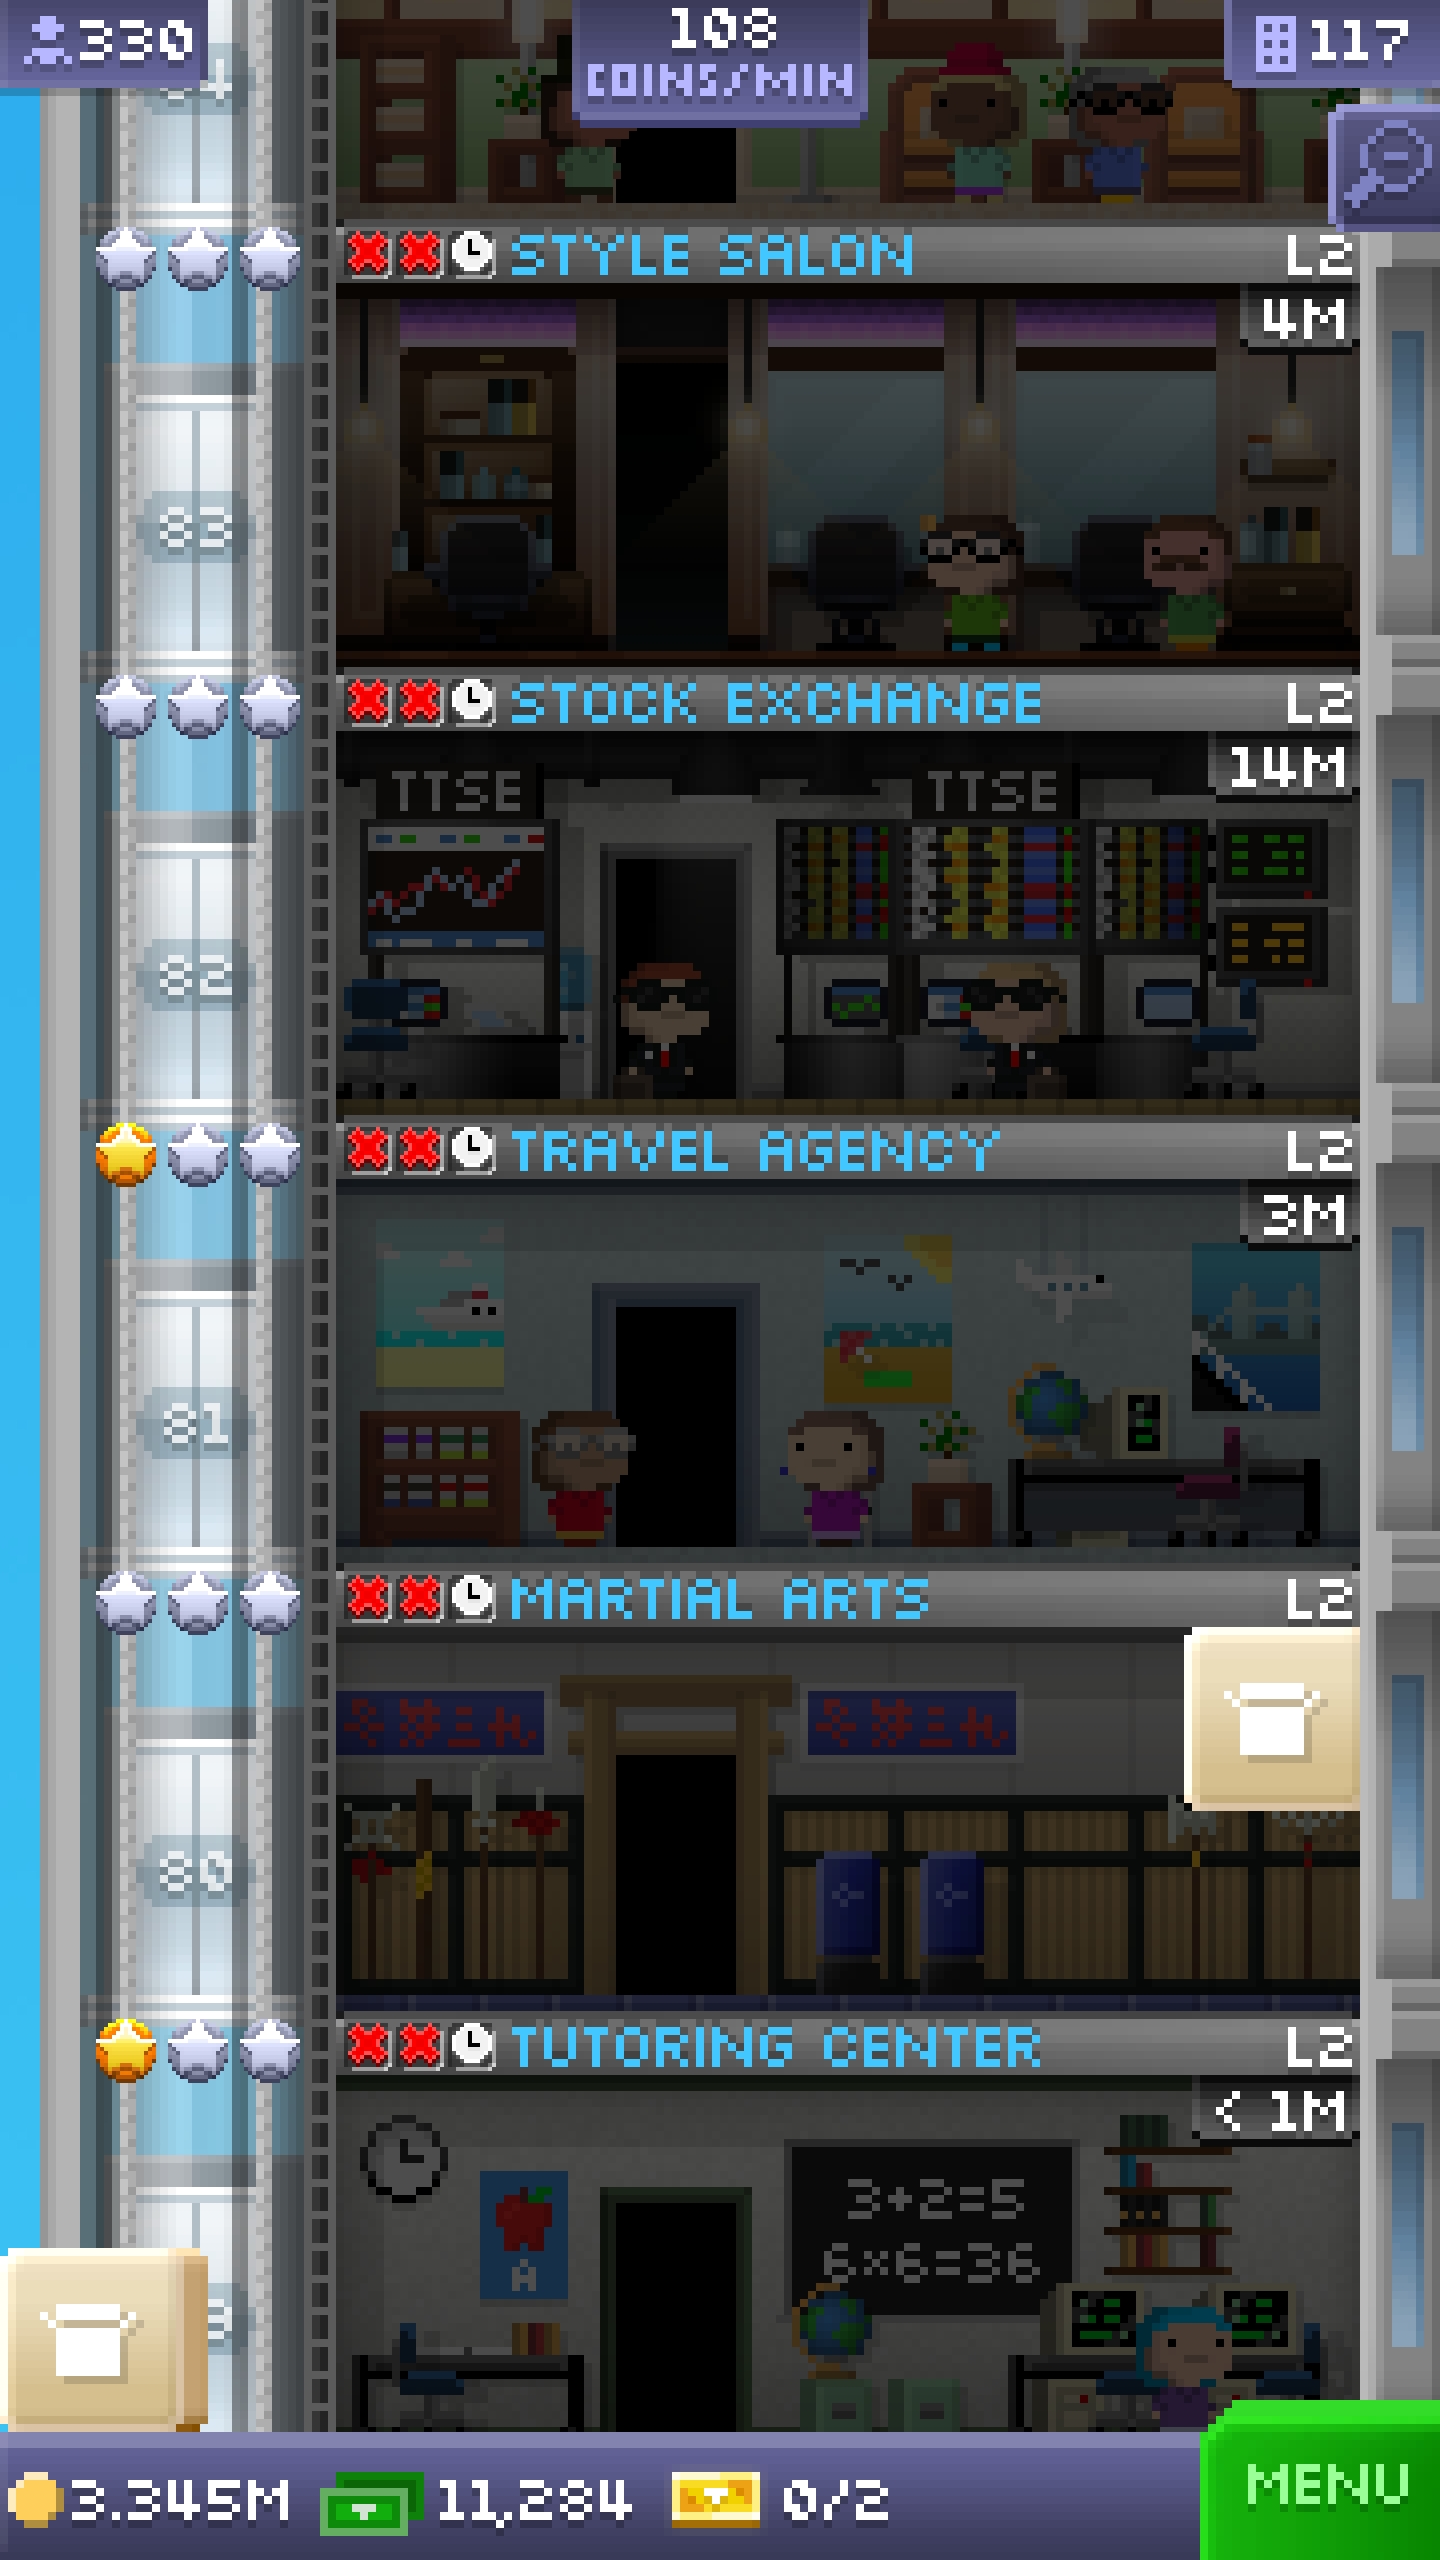 330
108
COINS/MIN
117
STYLE SALON
L2
4M
83
STOCK EXCHANGE
L2
14M
TTSE
TTSE
82
TRAVEL AGENCY
L2
3M
81
MARTIAL ARTS
L2
80
TUTORING CENTER
L2
< 1M
3+2=5
6×6=36
A
3.345M
11,284
0/2
MENU